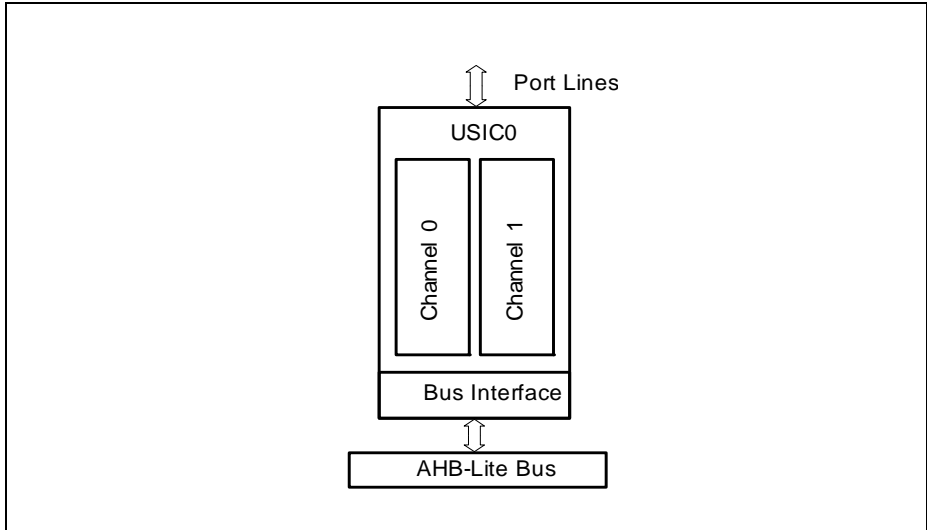 Port Lines
USIC0
Channel 0
Channel 1
Bus Interface
AHB-Lite Bus